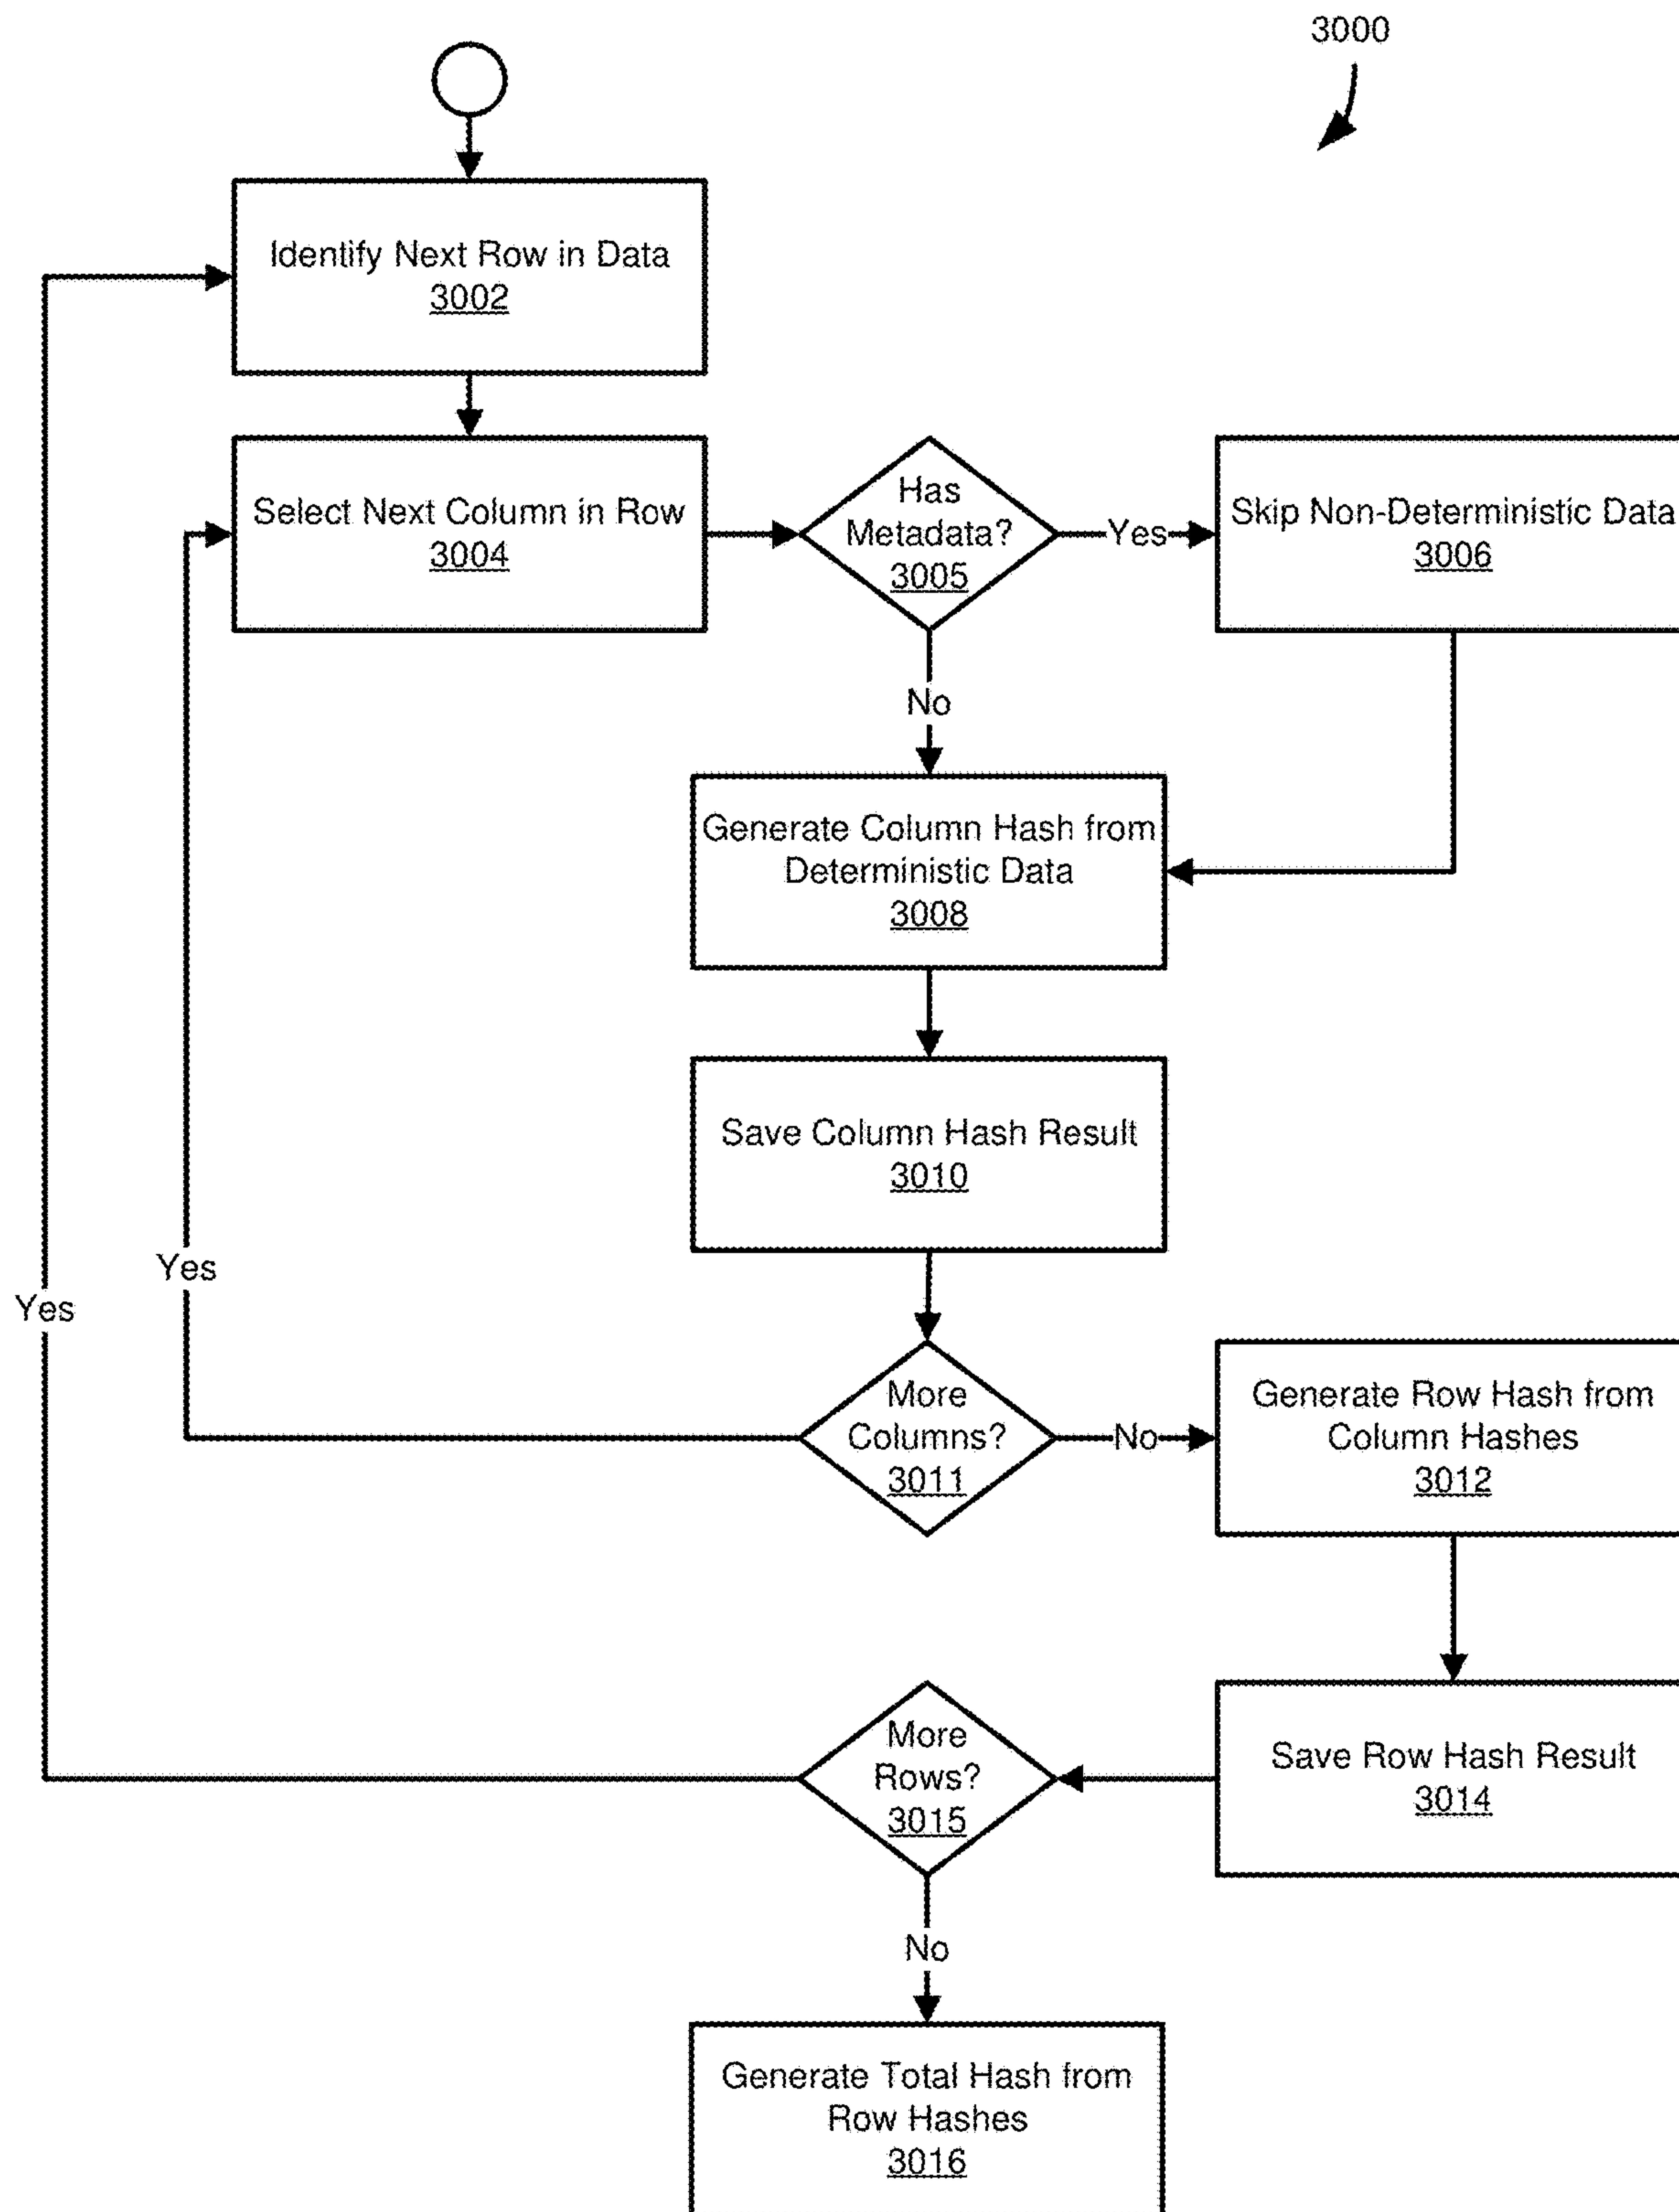 3000
Identify Next Row in Data
3002
Select Next Column in Row
3004
Has
Metadata?
3005
Yes
Skip Non-Deterministic Data
3006
No
Generate Column Hash from
Deterministic Data
3008
Save Column Hash Result
3010
Yes
Yes
More
Columns?
3011
No
Generate Row Hash from
Column Hashes
3012
More
Rows?
3015
Save Row Hash Result
3014
No
Generate Total Hash from
Row Hashes
3016